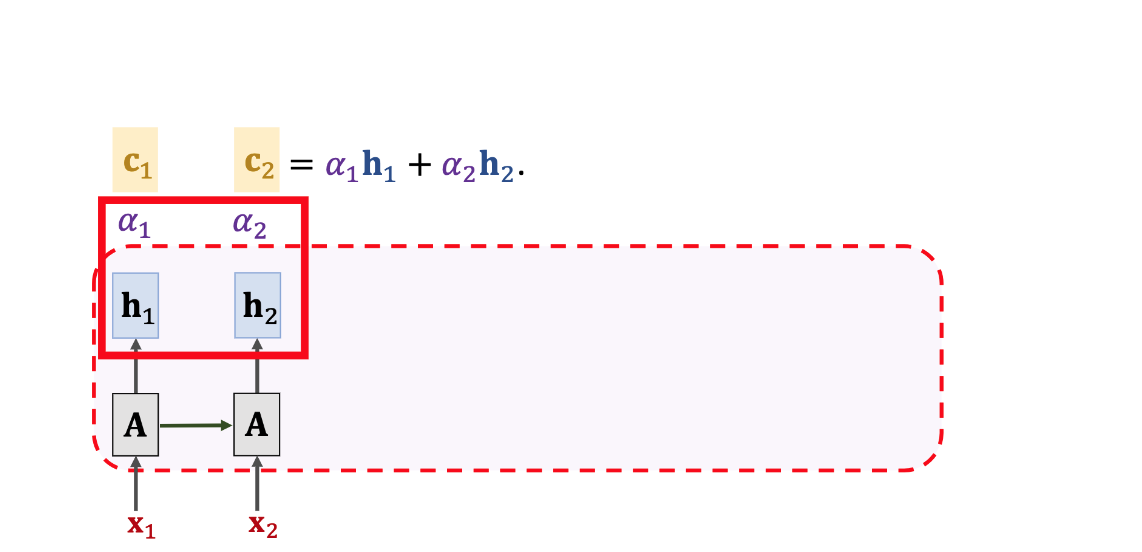 c₁ c₂ = α₁h₁ + α₂h₂.
α₁ α₂
h₁ h₂
A A
x₁ x₂